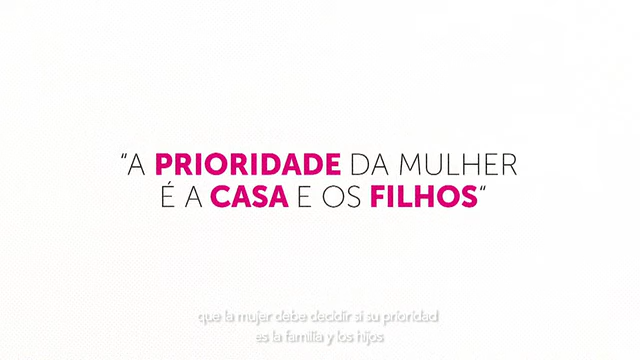 “A PRIORIDADE DA MULHER
É A CASA E OS FILHOS“
que la mujer debe decidir si su prioridad
es la familia y los hijos